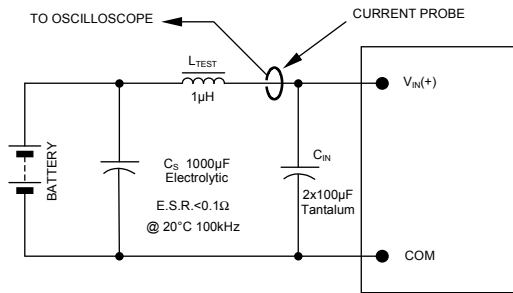 TO OSCILLOSCOPE
CURRENT PROBE
LTEST
1µH
VIN(+)
BATTERY
CS 1000µF
Electrolytic
E.S.R.<0.1Ω
@ 20°C 100kHz
CIN
2x100µF
Tantalum
COM